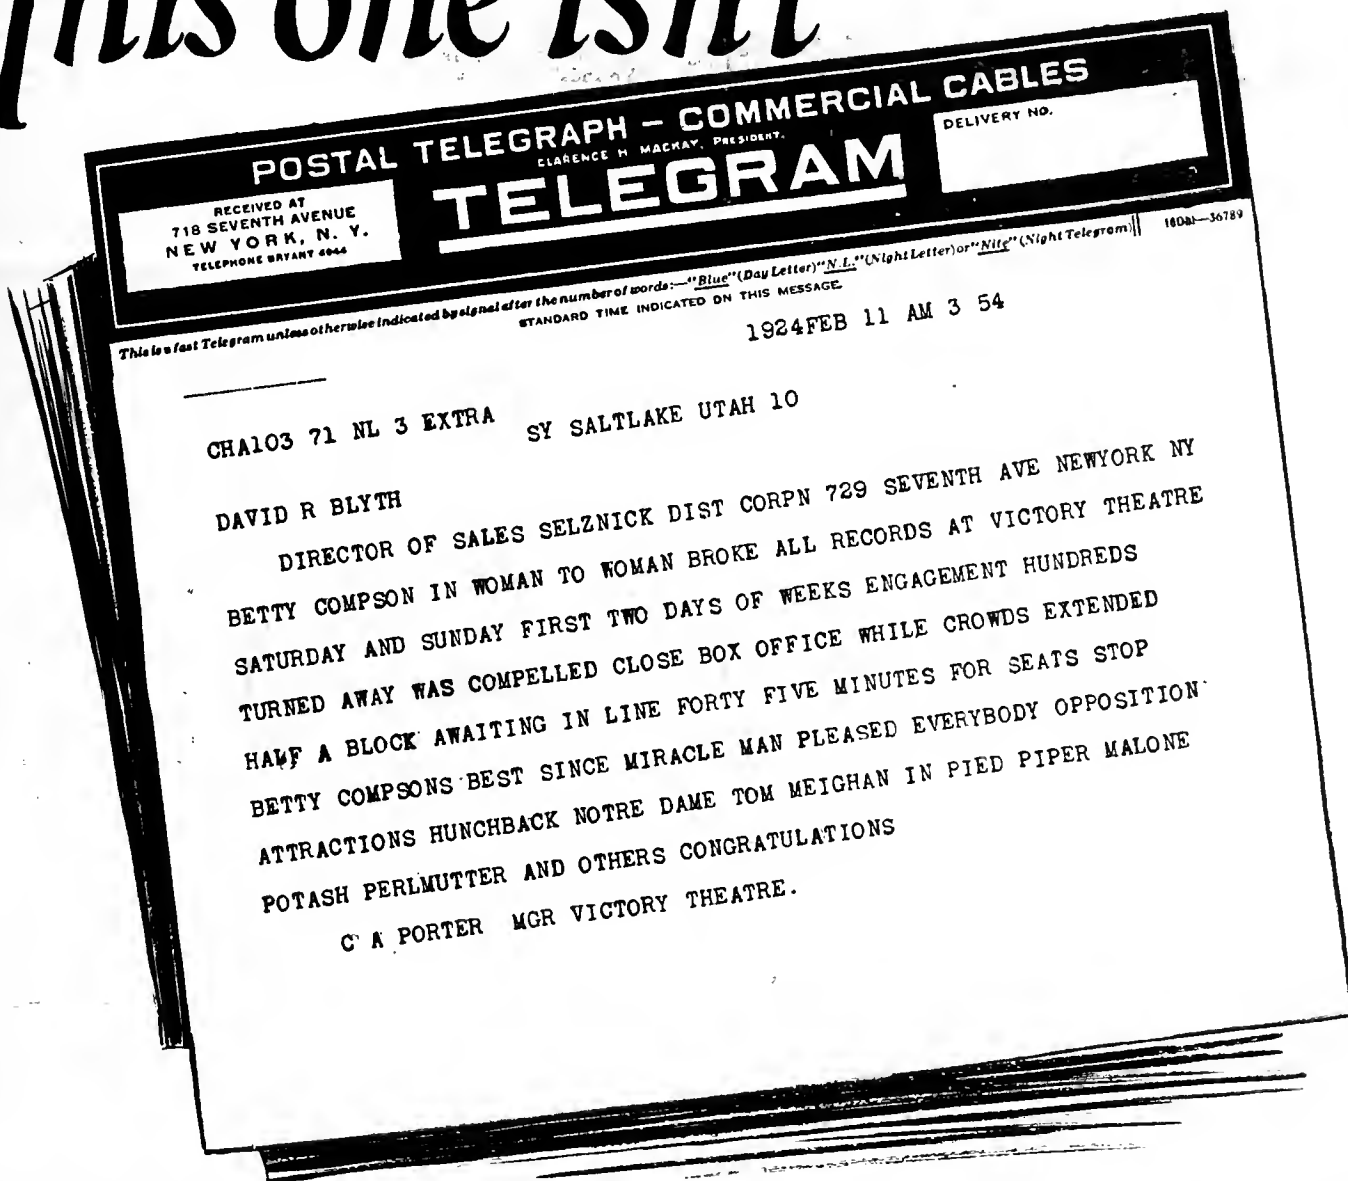 This one isn't
POSTAL TELEGRAPH — COMMERCIAL CABLES
CLARENCE H. MACKAY, PRESIDENT.
RECEIVED AT
718 SEVENTH AVENUE
NEW YORK, N. Y.
TELEPHONE BRYANT 4044
TELEGRAM
DELIVERY NO.
This is a fast Telegram unless otherwise indicated by signal after the number of words:—"Blue" (Day Letter) "N.L." (Night Letter) or "Nite" (Night Telegram)
STANDARD TIME INDICATED ON THIS MESSAGE.
1924FEB 11 AM 3 54
CHA103 71 NL 3 EXTRA SY SALTLAKE UTAH 10
DAVID R BLYTH
DIRECTOR OF SALES SELZNICK DIST CORPN 729 SEVENTH AVE NEWYORK NY
BETTY COMPSON IN WOMAN TO WOMAN BROKE ALL RECORDS AT VICTORY THEATRE
SATURDAY AND SUNDAY FIRST TWO DAYS OF WEEKS ENGAGEMENT HUNDREDS
TURNED AWAY WAS COMPELLED CLOSE BOX OFFICE WHILE CROWDS EXTENDED
HALF A BLOCK AWAITING IN LINE FORTY FIVE MINUTES FOR SEATS STOP
BETTY COMPSONS BEST SINCE MIRACLE MAN PLEASED EVERYBODY OPPOSITION
ATTRACTIONS HUNCHBACK NOTRE DAME TOM MEIGHAN IN PIED PIPER MALONE
POTASH PERLMUTTER AND OTHERS CONGRATULATIONS
C A PORTER MGR VICTORY THEATRE.